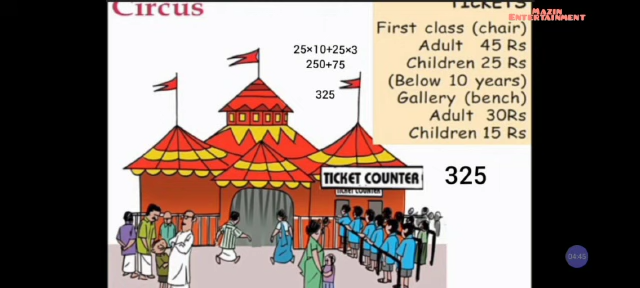 Circus
TICKETS
MAZIN
ENTERTAINMENT
First class (chair)
Adult 45 Rs
Children 25 Rs
(Below 10 years)
Gallery (bench)
Adult 30Rs
Children 15 Rs
25×10+25×3
250+75
325
TICKET COUNTER
TICKET COUNTER
325
04:45